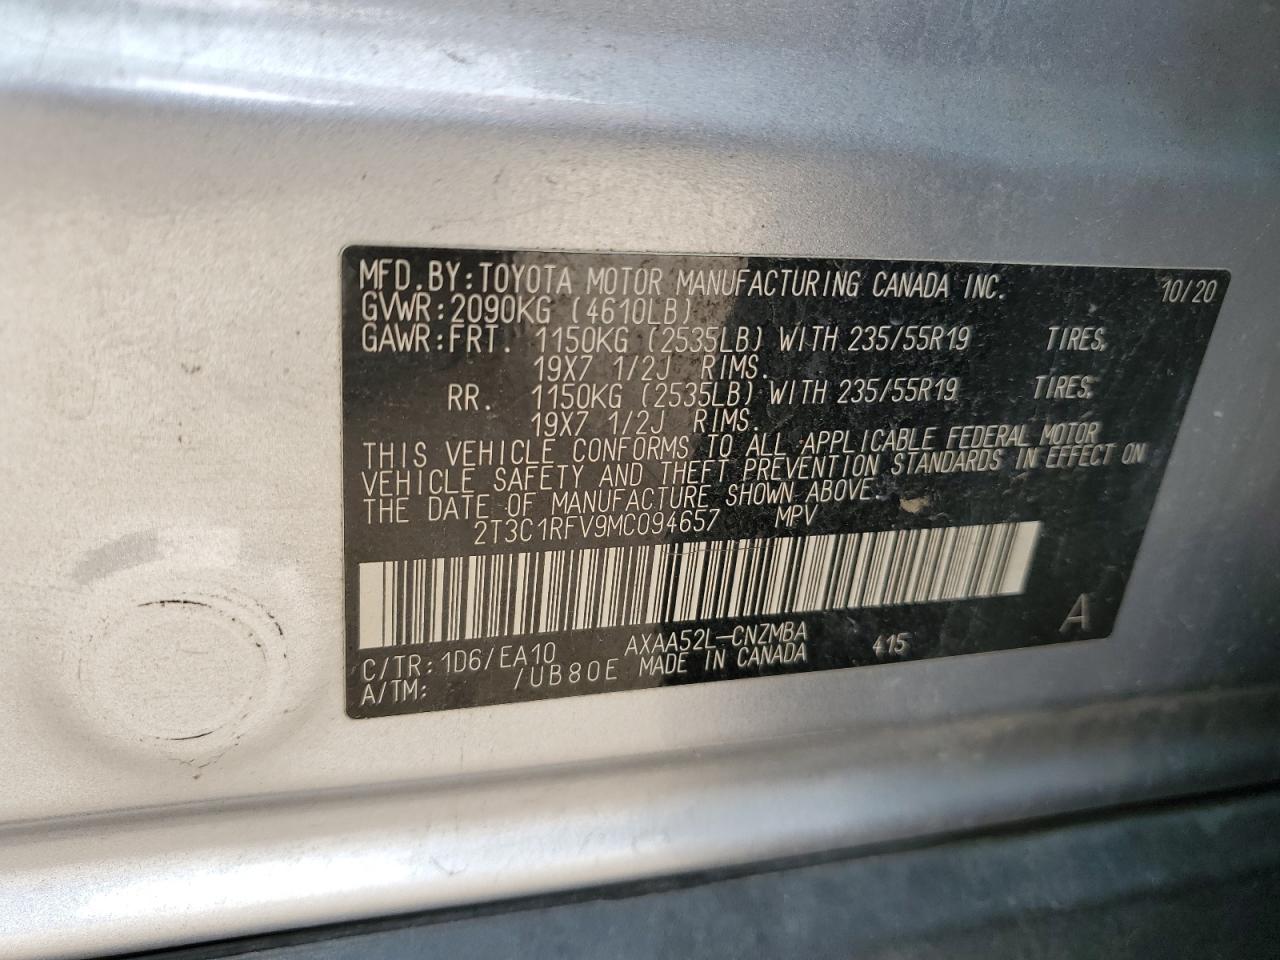 MFD.BY:TOYOTA MOTOR MANUFACTURING CANADA INC. 10/20
GVWR:2090KG (4610LB)
GAWR:FRT. 1150KG (2535LB) WITH 235/55R19 TIRES,
19X7 1/2J RIMS.
RR. 1150KG (2535LB) WITH 235/55R19 TIRES,
19X7 1/2J RIMS.
THIS VEHICLE CONFORMS TO ALL APPLICABLE FEDERAL MOTOR
VEHICLE SAFETY AND THEFT PREVENTION STANDARDS IN EFFECT ON
THE DATE OF MANUFACTURE SHOWN ABOVE.
2T3C1RFV9MC094657 MPV
A
C/TR:1D6/EA10 AXAA52L-CNZMBA 415
A/TM: /UB80E MADE IN CANADA